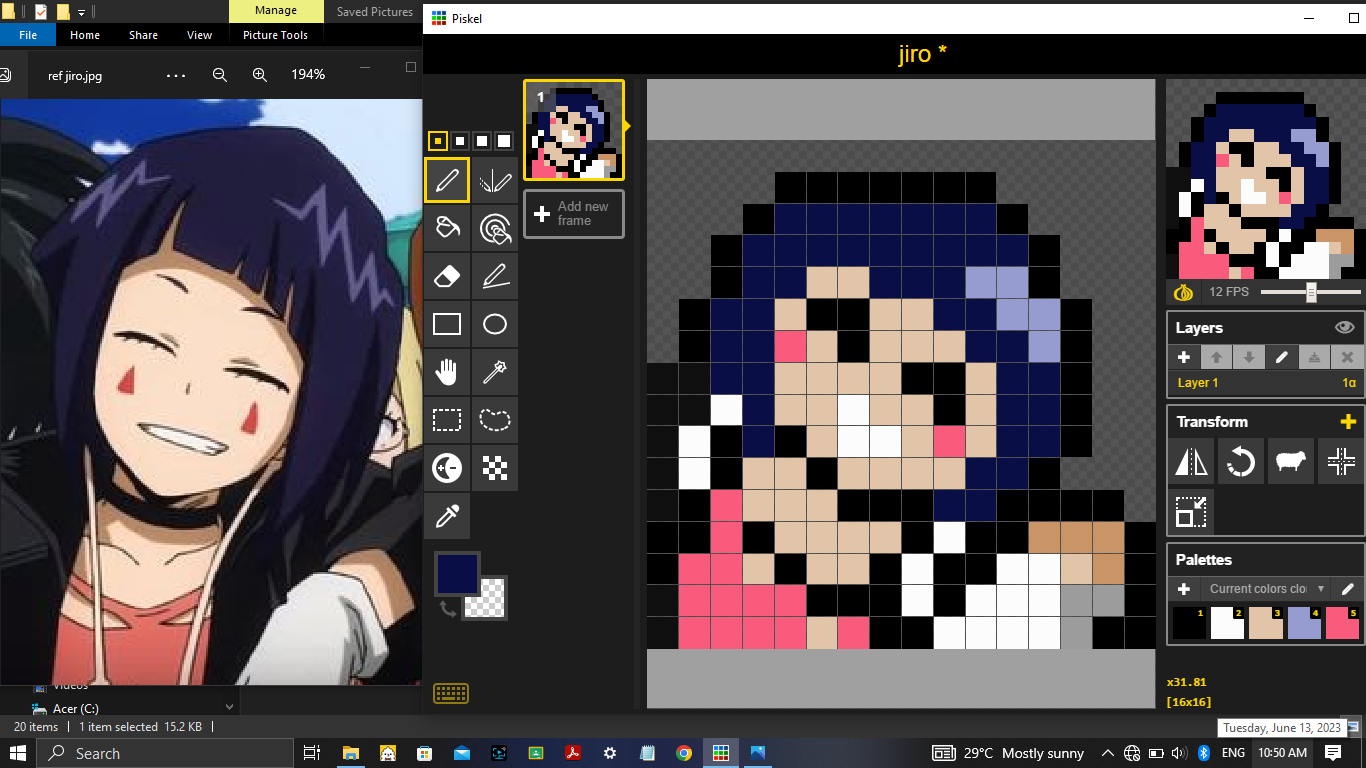 Manage
Saved Pictures
File
Home
Share
View
Picture Tools
ref jiro.jpg
194%
Piskel
jiro *
1
Add new
frame
12 FPS
Layers
Layer 1
1α
Transform
Palettes
Current colors clo
1
2
3
4
5
x31.81
[16x16]
Videos
Acer (C:)
20 items
1 item selected 15.2 KB
Tuesday, June 13, 2023
Search
29°C Mostly sunny
ENG
10:50 AM